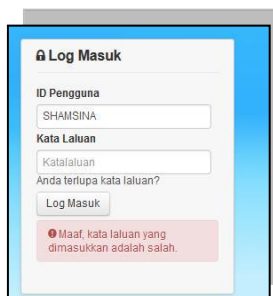 Log Masuk
ID Pengguna
SHAMSINA
Kata Laluan
Katalaluan
Anda terlupa kata laluan?
Log Masuk
Maaf, kata laluan yang
dimasukkan adalah salah.